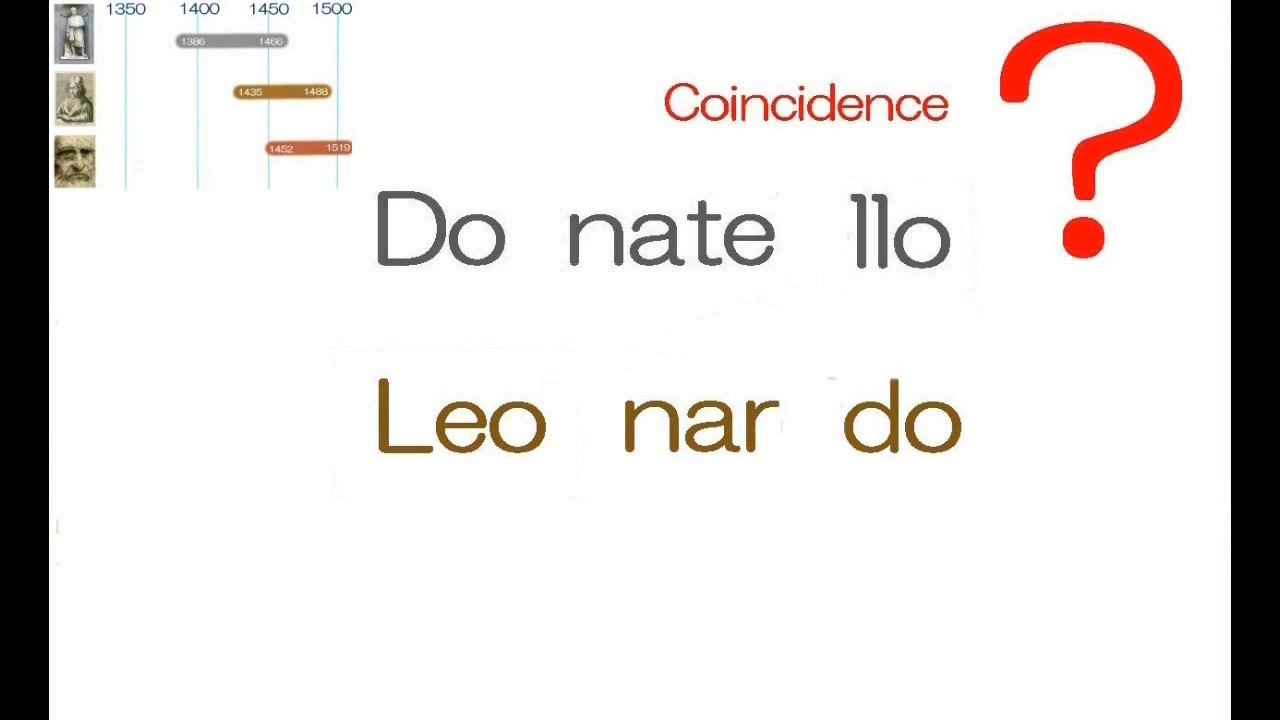 1350 1400 1450 1500
1386 1466
1435 1488
1452 1519
Coincidence ?
Do nate llo
Leo nar do